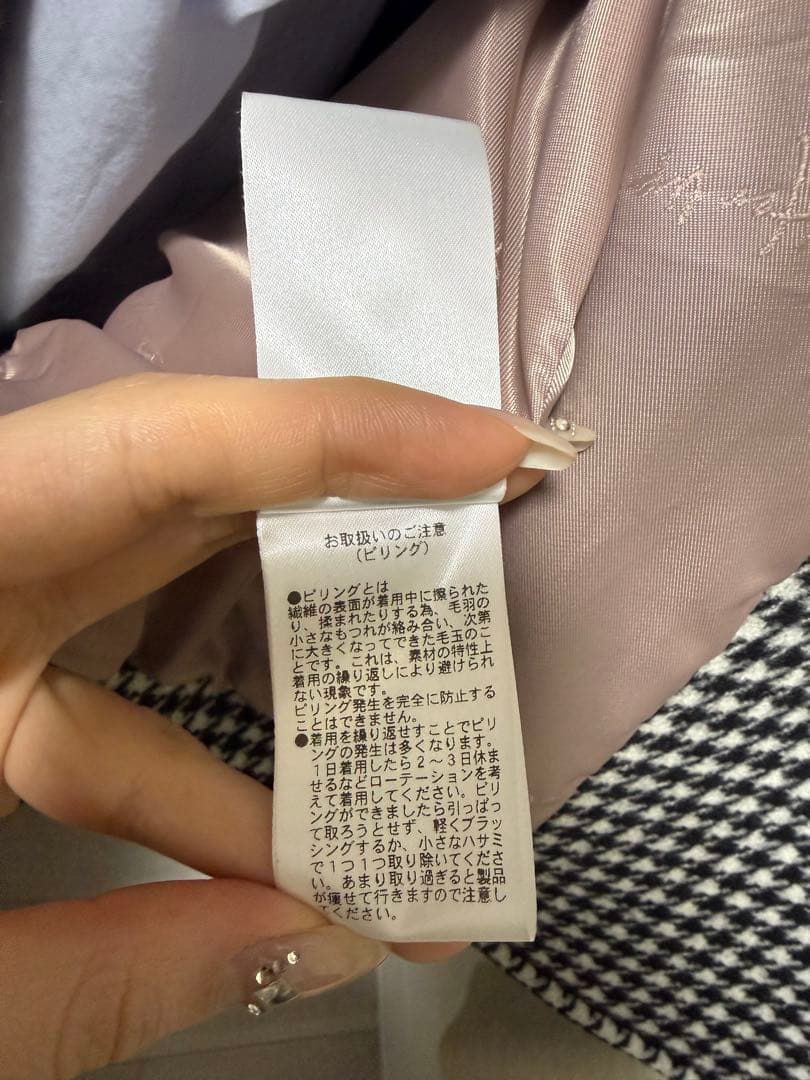 お取扱いのご注意
（ピリング）
●ピリングとは
繊維の表面が着用中に擦られた
り、揉まれたりする為、毛羽の
小さなもつれが絡み合い、次第
に大きくなってできた毛玉のこ
とです。これは、素材の特性上
着用の繰り返しにより避けられ
ない現象です。
ピリング発生を完全に防止する
ことはできません。
●着用を繰り返せすことでピリ
ングの発生は多くなります。
1日着用したら2～3日休ま
せるなどローテーションを考
えて着用してください。ピリ
ングができましたら引っぱっ
て取ろうとせず、軽くブラッ
シングするか、小さなハサミ
で1つ1つ取り除いてくださ
い。あまり取り過ぎると製品
が痩せて行きますので注意し
てください。